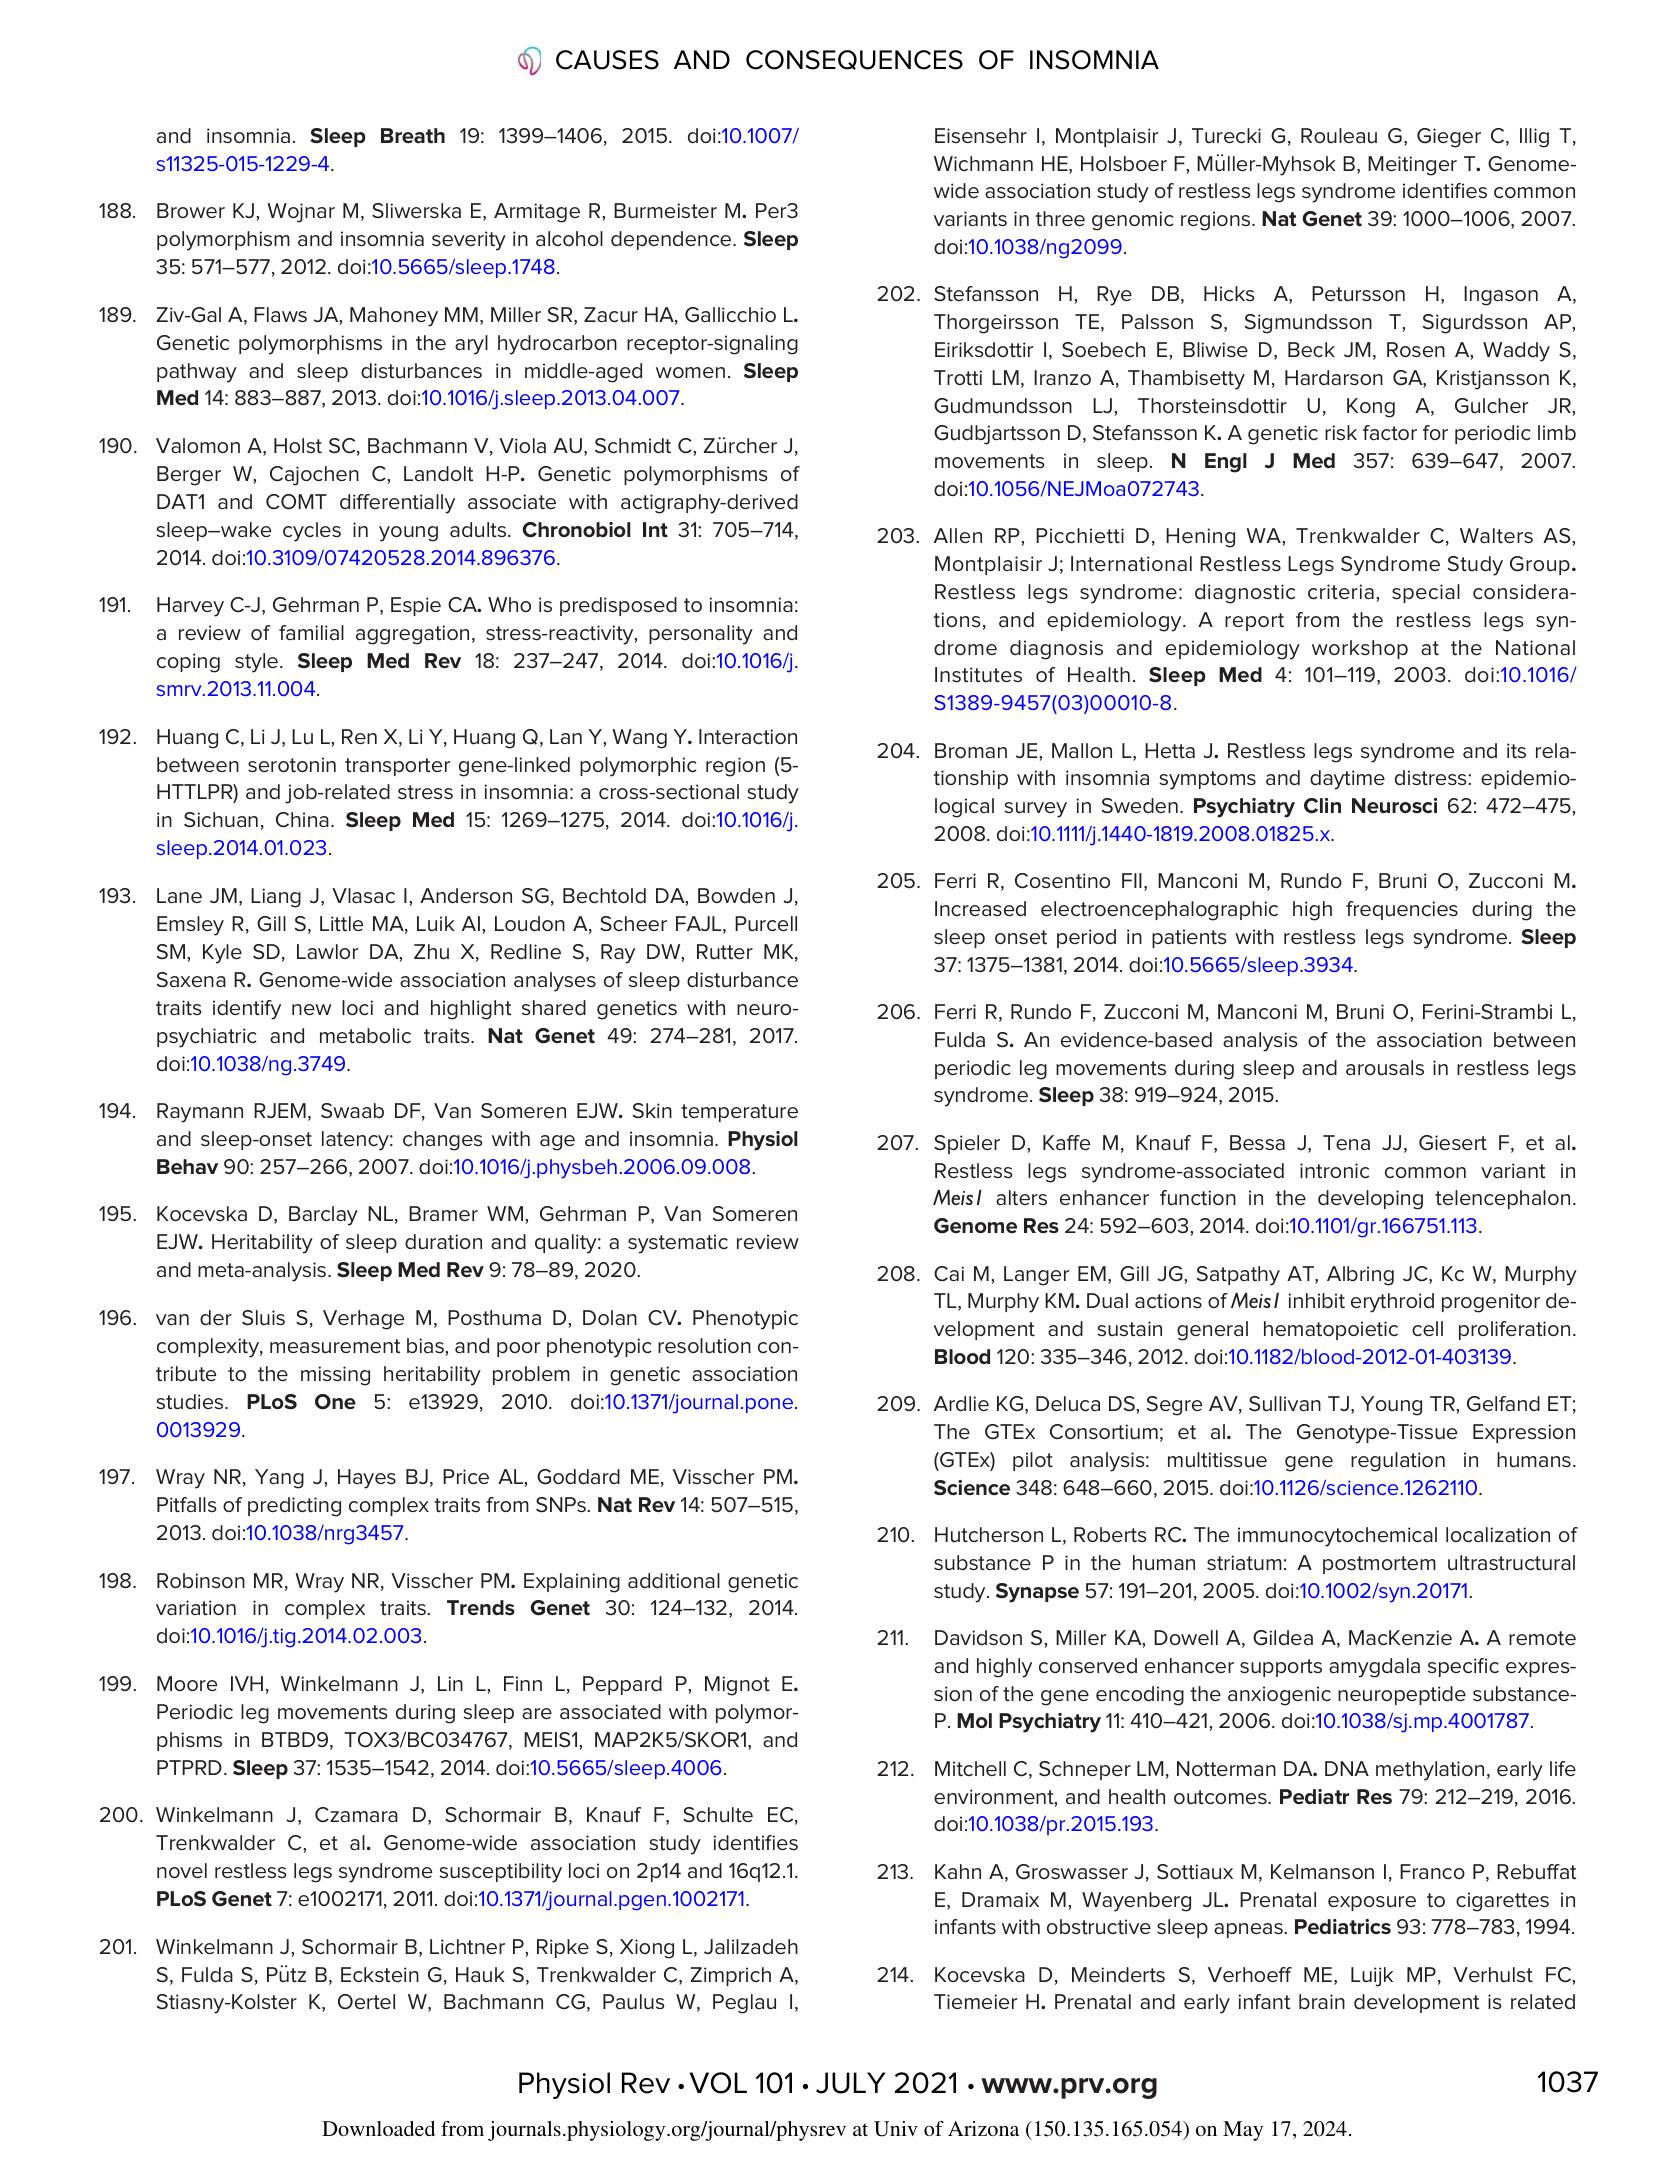 CAUSES AND CONSEQUENCES OF INSOMNIA
and insomnia. Sleep Breath 19: 1399–1406, 2015. doi:10.1007/
s11325-015-1229-4.
188. Brower KJ, Wojnar M, Sliwerska E, Armitage R, Burmeister M. Per3
polymorphism and insomnia severity in alcohol dependence. Sleep
35: 571–577, 2012. doi:10.5665/sleep.1748.
189. Ziv-Gal A, Flaws JA, Mahoney MM, Miller SR, Zacur HA, Gallicchio L.
Genetic polymorphisms in the aryl hydrocarbon receptor-signaling
pathway and sleep disturbances in middle-aged women. Sleep
Med 14: 883–887, 2013. doi:10.1016/j.sleep.2013.04.007.
190. Valomon A, Holst SC, Bachmann V, Viola AU, Schmidt C, Zürcher J,
Berger W, Cajochen C, Landolt H-P. Genetic polymorphisms of
DAT1 and COMT differentially associate with actigraphy-derived
sleep–wake cycles in young adults. Chronobiol Int 31: 705–714,
2014. doi:10.3109/07420528.2014.896376.
191. Harvey C-J, Gehrman P, Espie CA. Who is predisposed to insomnia:
a review of familial aggregation, stress-reactivity, personality and
coping style. Sleep Med Rev 18: 237–247, 2014. doi:10.1016/j.
smrv.2013.11.004.
192. Huang C, Li J, Lu L, Ren X, Li Y, Huang Q, Lan Y, Wang Y. Interaction
between serotonin transporter gene-linked polymorphic region (5-
HTTLPR) and job-related stress in insomnia: a cross-sectional study
in Sichuan, China. Sleep Med 15: 1269–1275, 2014. doi:10.1016/j.
sleep.2014.01.023.
193. Lane JM, Liang J, Vlasac I, Anderson SG, Bechtold DA, Bowden J,
Emsley R, Gill S, Little MA, Luik AI, Loudon A, Scheer FAJL, Purcell
SM, Kyle SD, Lawlor DA, Zhu X, Redline S, Ray DW, Rutter MK,
Saxena R. Genome-wide association analyses of sleep disturbance
traits identify new loci and highlight shared genetics with neuro-
psychiatric and metabolic traits. Nat Genet 49: 274–281, 2017.
doi:10.1038/ng.3749.
194. Raymann RJEM, Swaab DF, Van Someren EJW. Skin temperature
and sleep-onset latency: changes with age and insomnia. Physiol
Behav 90: 257–266, 2007. doi:10.1016/j.physbeh.2006.09.008.
195. Kocevska D, Barclay NL, Bramer WM, Gehrman P, Van Someren
EJW. Heritability of sleep duration and quality: a systematic review
and meta-analysis. Sleep Med Rev 9: 78–89, 2020.
196. van der Sluis S, Verhage M, Posthuma D, Dolan CV. Phenotypic
complexity, measurement bias, and poor phenotypic resolution con-
tribute to the missing heritability problem in genetic association
studies. PLoS One 5: e13929, 2010. doi:10.1371/journal.pone.
0013929.
197. Wray NR, Yang J, Hayes BJ, Price AL, Goddard ME, Visscher PM.
Pitfalls of predicting complex traits from SNPs. Nat Rev 14: 507–515,
2013. doi:10.1038/nrg3457.
198. Robinson MR, Wray NR, Visscher PM. Explaining additional genetic
variation in complex traits. Trends Genet 30: 124–132, 2014.
doi:10.1016/j.tig.2014.02.003.
199. Moore IVH, Winkelmann J, Lin L, Finn L, Peppard P, Mignot E.
Periodic leg movements during sleep are associated with polymor-
phisms in BTBD9, TOX3/BC034767, MEIS1, MAP2K5/SKOR1, and
PTPRD. Sleep 37: 1535–1542, 2014. doi:10.5665/sleep.4006.
200. Winkelmann J, Czamara D, Schormair B, Knauf F, Schulte EC,
Trenkwalder C, et al. Genome-wide association study identifies
novel restless legs syndrome susceptibility loci on 2p14 and 16q12.1.
PLoS Genet 7: e1002171, 2011. doi:10.1371/journal.pgen.1002171.
201. Winkelmann J, Schormair B, Lichtner P, Ripke S, Xiong L, Jalilzadeh
S, Fulda S, Pütz B, Eckstein G, Hauk S, Trenkwalder C, Zimprich A,
Stiasny-Kolster K, Oertel W, Bachmann CG, Paulus W, Peglau I,
Eisensehr I, Montplaisir J, Turecki G, Rouleau G, Gieger C, Illig T,
Wichmann HE, Holsboer F, Müller-Myhsok B, Meitinger T. Genome-
wide association study of restless legs syndrome identifies common
variants in three genomic regions. Nat Genet 39: 1000–1006, 2007.
doi:10.1038/ng2099.
202. Stefansson H, Rye DB, Hicks A, Petursson H, Ingason A,
Thorgeirsson TE, Palsson S, Sigmundsson T, Sigurdsson AP,
Eiriksdottir I, Soebech E, Bliwise D, Beck JM, Rosen A, Waddy S,
Trotti LM, Iranzo A, Thambisetty M, Hardarson GA, Kristjansson K,
Gudmundsson LJ, Thorsteinsdottir U, Kong A, Gulcher JR,
Gudbjartsson D, Stefansson K. A genetic risk factor for periodic limb
movements in sleep. N Engl J Med 357: 639–647, 2007.
doi:10.1056/NEJMoa072743.
203. Allen RP, Picchietti D, Hening WA, Trenkwalder C, Walters AS,
Montplaisir J; International Restless Legs Syndrome Study Group.
Restless legs syndrome: diagnostic criteria, special considera-
tions, and epidemiology. A report from the restless legs syn-
drome diagnosis and epidemiology workshop at the National
Institutes of Health. Sleep Med 4: 101–119, 2003. doi:10.1016/
S1389-9457(03)00010-8.
204. Broman JE, Mallon L, Hetta J. Restless legs syndrome and its rela-
tionship with insomnia symptoms and daytime distress: epidemio-
logical survey in Sweden. Psychiatry Clin Neurosci 62: 472–475,
2008. doi:10.1111/j.1440-1819.2008.01825.x.
205. Ferri R, Cosentino FII, Manconi M, Rundo F, Bruni O, Zucconi M.
Increased electroencephalographic high frequencies during the
sleep onset period in patients with restless legs syndrome. Sleep
37: 1375–1381, 2014. doi:10.5665/sleep.3934.
206. Ferri R, Rundo F, Zucconi M, Manconi M, Bruni O, Ferini-Strambi L,
Fulda S. An evidence-based analysis of the association between
periodic leg movements during sleep and arousals in restless legs
syndrome. Sleep 38: 919–924, 2015.
207. Spieler D, Kaffe M, Knauf F, Bessa J, Tena JJ, Giesert F, et al.
Restless legs syndrome-associated intronic common variant in
Meis1 alters enhancer function in the developing telencephalon.
Genome Res 24: 592–603, 2014. doi:10.1101/gr.166751.113.
208. Cai M, Langer EM, Gill JG, Satpathy AT, Albring JC, Kc W, Murphy
TL, Murphy KM. Dual actions of Meis1 inhibit erythroid progenitor de-
velopment and sustain general hematopoietic cell proliferation.
Blood 120: 335–346, 2012. doi:10.1182/blood-2012-01-403139.
209. Ardlie KG, Deluca DS, Segre AV, Sullivan TJ, Young TR, Gelfand ET;
The GTEx Consortium; et al. The Genotype-Tissue Expression
(GTEx) pilot analysis: multitissue gene regulation in humans.
Science 348: 648–660, 2015. doi:10.1126/science.1262110.
210. Hutcherson L, Roberts RC. The immunocytochemical localization of
substance P in the human striatum: A postmortem ultrastructural
study. Synapse 57: 191–201, 2005. doi:10.1002/syn.20171.
211. Davidson S, Miller KA, Dowell A, Gildea A, MacKenzie A. A remote
and highly conserved enhancer supports amygdala specific expres-
sion of the gene encoding the anxiogenic neuropeptide substance-
P. Mol Psychiatry 11: 410–421, 2006. doi:10.1038/sj.mp.4001787.
212. Mitchell C, Schneper LM, Notterman DA. DNA methylation, early life
environment, and health outcomes. Pediatr Res 79: 212–219, 2016.
doi:10.1038/pr.2015.193.
213. Kahn A, Groswasser J, Sottiaux M, Kelmanson I, Franco P, Rebuffat
E, Dramaix M, Wayenberg JL. Prenatal exposure to cigarettes in
infants with obstructive sleep apneas. Pediatrics 93: 778–783, 1994.
214. Kocevska D, Meinderts S, Verhoeff ME, Luijk MP, Verhulst FC,
Tiemeier H. Prenatal and early infant brain development is related
Physiol Rev • VOL 101 • JULY 2021 • www.prv.org
1037
Downloaded from journals.physiology.org/journal/physrev at Univ of Arizona (150.135.165.054) on May 17, 2024.